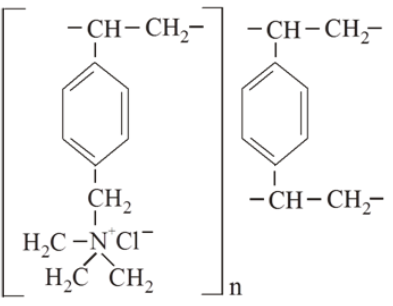 –CH–CH₂– –CH–CH₂–
CH₂ –CH–CH₂–
H₂C–N⁺Cl⁻
H₂C CH₂
n